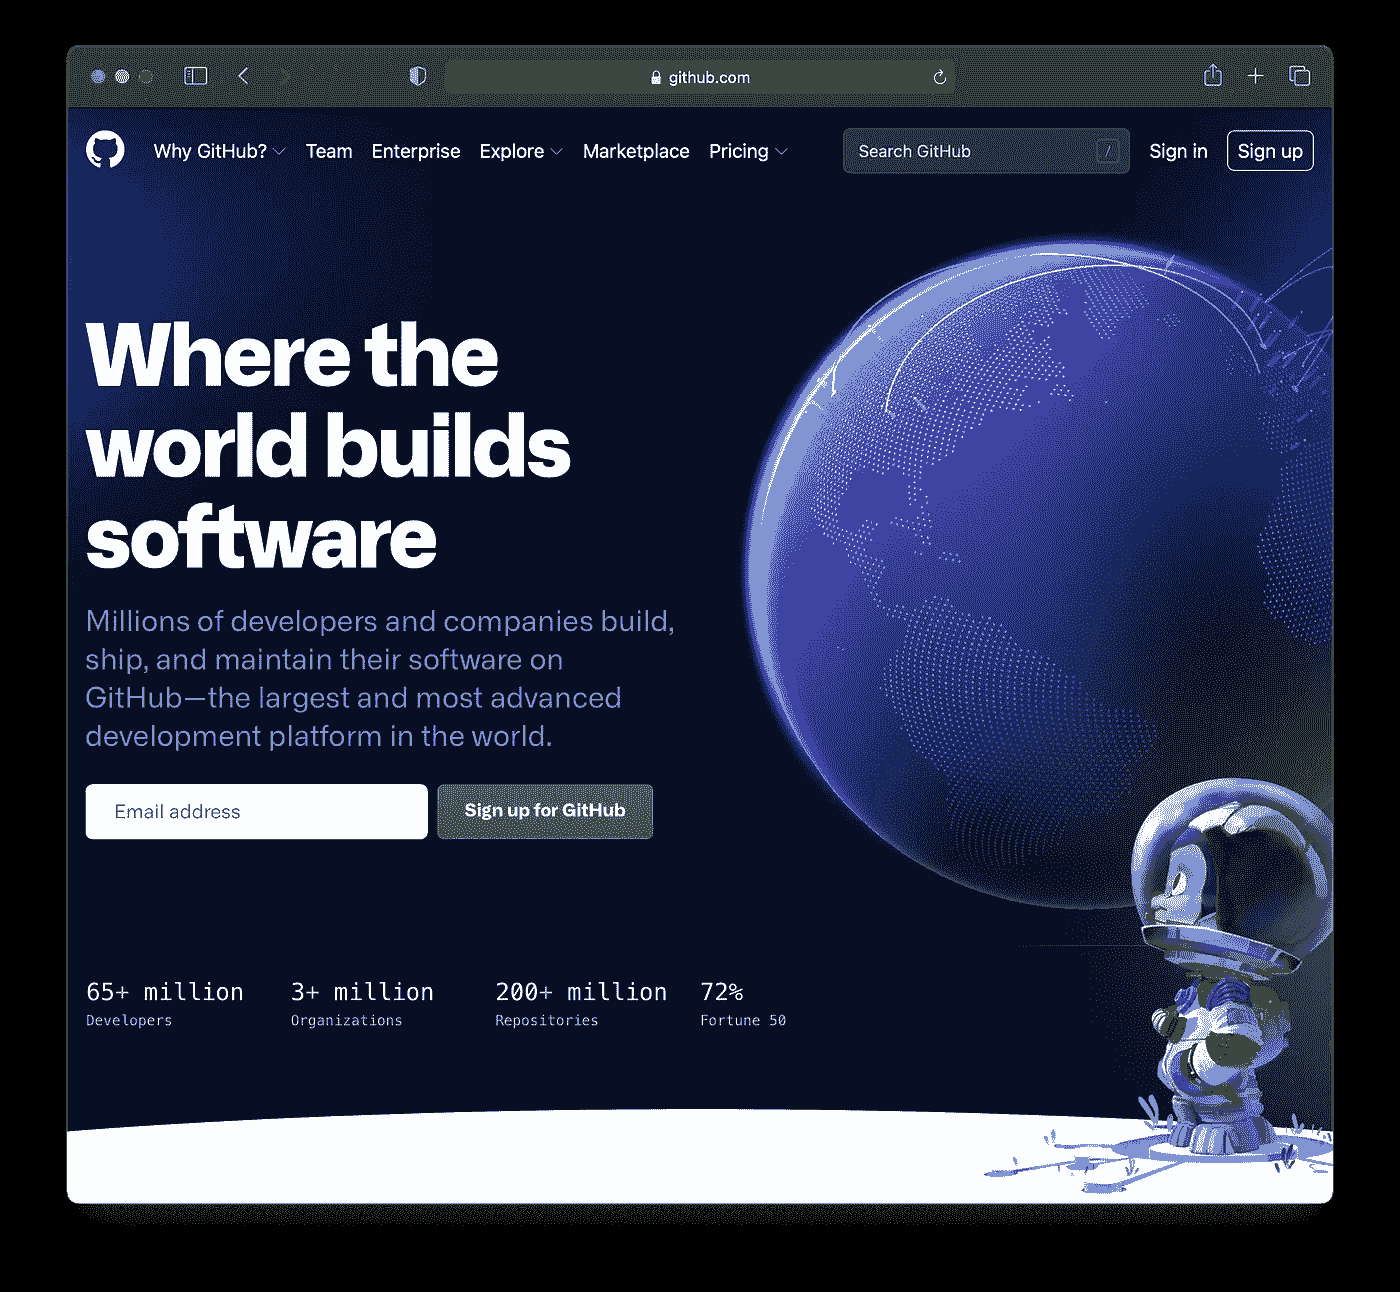 github.com
Why GitHub? Team Enterprise Explore Marketplace Pricing Search GitHub / Sign in Sign up
Where the
world builds
software
Millions of developers and companies build,
ship, and maintain their software on
GitHub—the largest and most advanced
development platform in the world.
Email address Sign up for GitHub
65+ million 3+ million 200+ million 72%
Developers Organizations Repositories Fortune 50